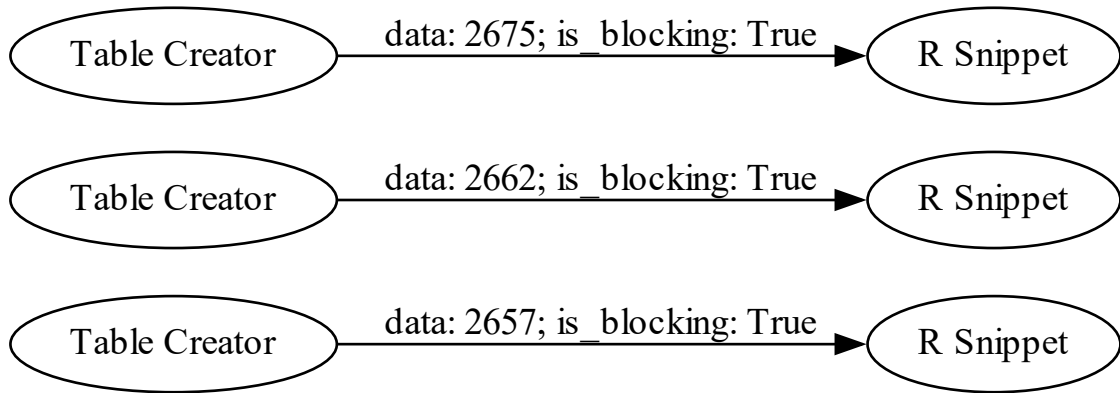 Table Creator data: 2675; is_blocking: True R Snippet
Table Creator data: 2662; is_blocking: True R Snippet
Table Creator data: 2657; is_blocking: True R Snippet